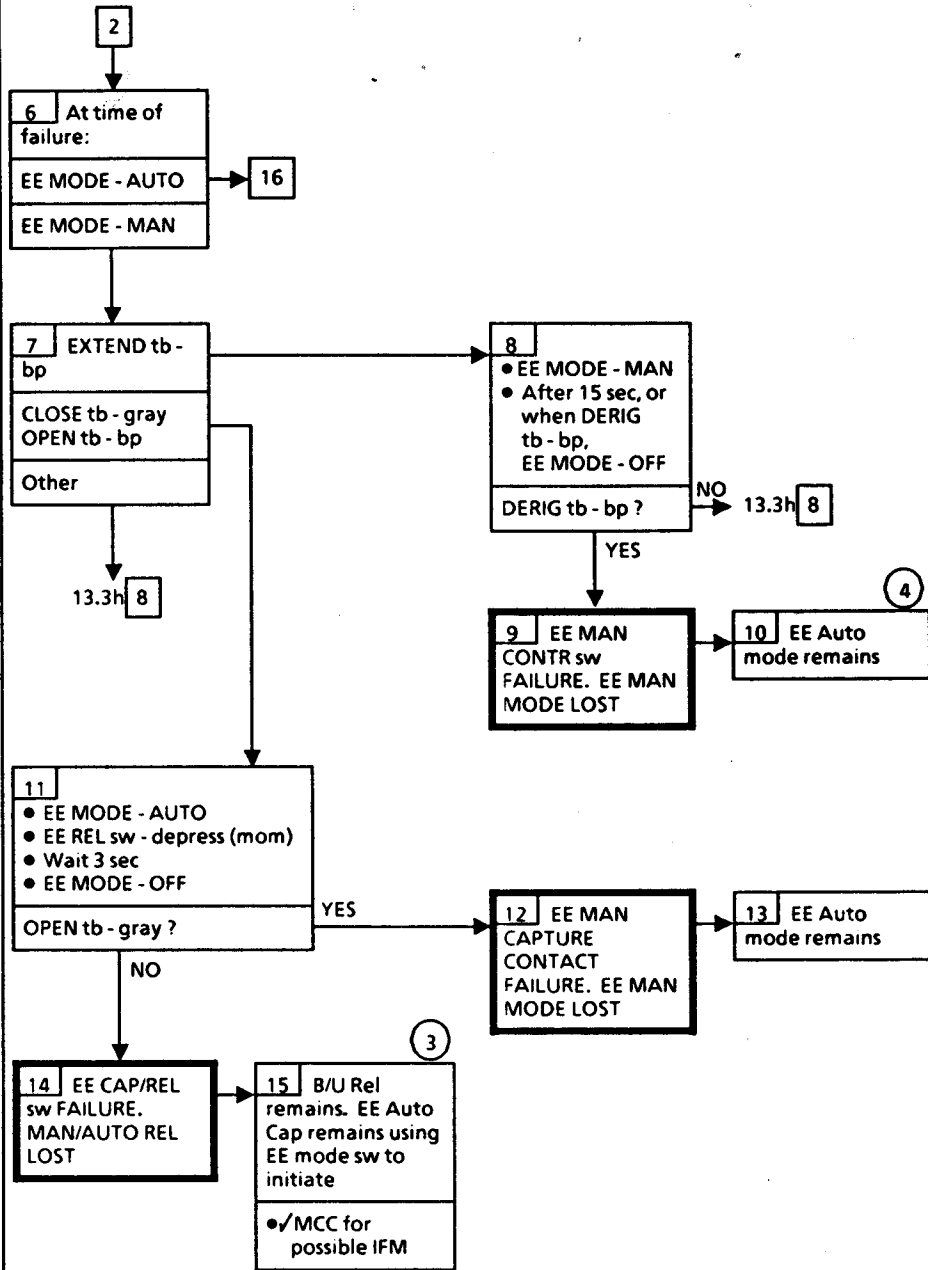 2
6 At time of
failure:
EE MODE - AUTO
16
EE MODE - MAN
7 EXTEND tb -
bp
CLOSE tb - gray
OPEN tb - bp
Other
13.3h 8
8
• EE MODE - MAN
• After 15 sec, or
when DERIG
tb - bp,
EE MODE - OFF
DERIG tb - bp ?
NO
13.3h 8
YES
9 EE MAN
CONTR sw
FAILURE. EE MAN
MODE LOST
4
10 EE Auto
mode remains
11
• EE MODE - AUTO
• EE REL sw - depress (mom)
• Wait 3 sec
• EE MODE - OFF
OPEN tb - gray ?
YES
12 EE MAN
CAPTURE
CONTACT
FAILURE. EE MAN
MODE LOST
13 EE Auto
mode remains
NO
14 EE CAP/REL
sw FAILURE.
MAN/AUTO REL
LOST
3
15 B/U Rel
remains. EE Auto
Cap remains using
EE mode sw to
initiate
•✓MCC for
possible IFM